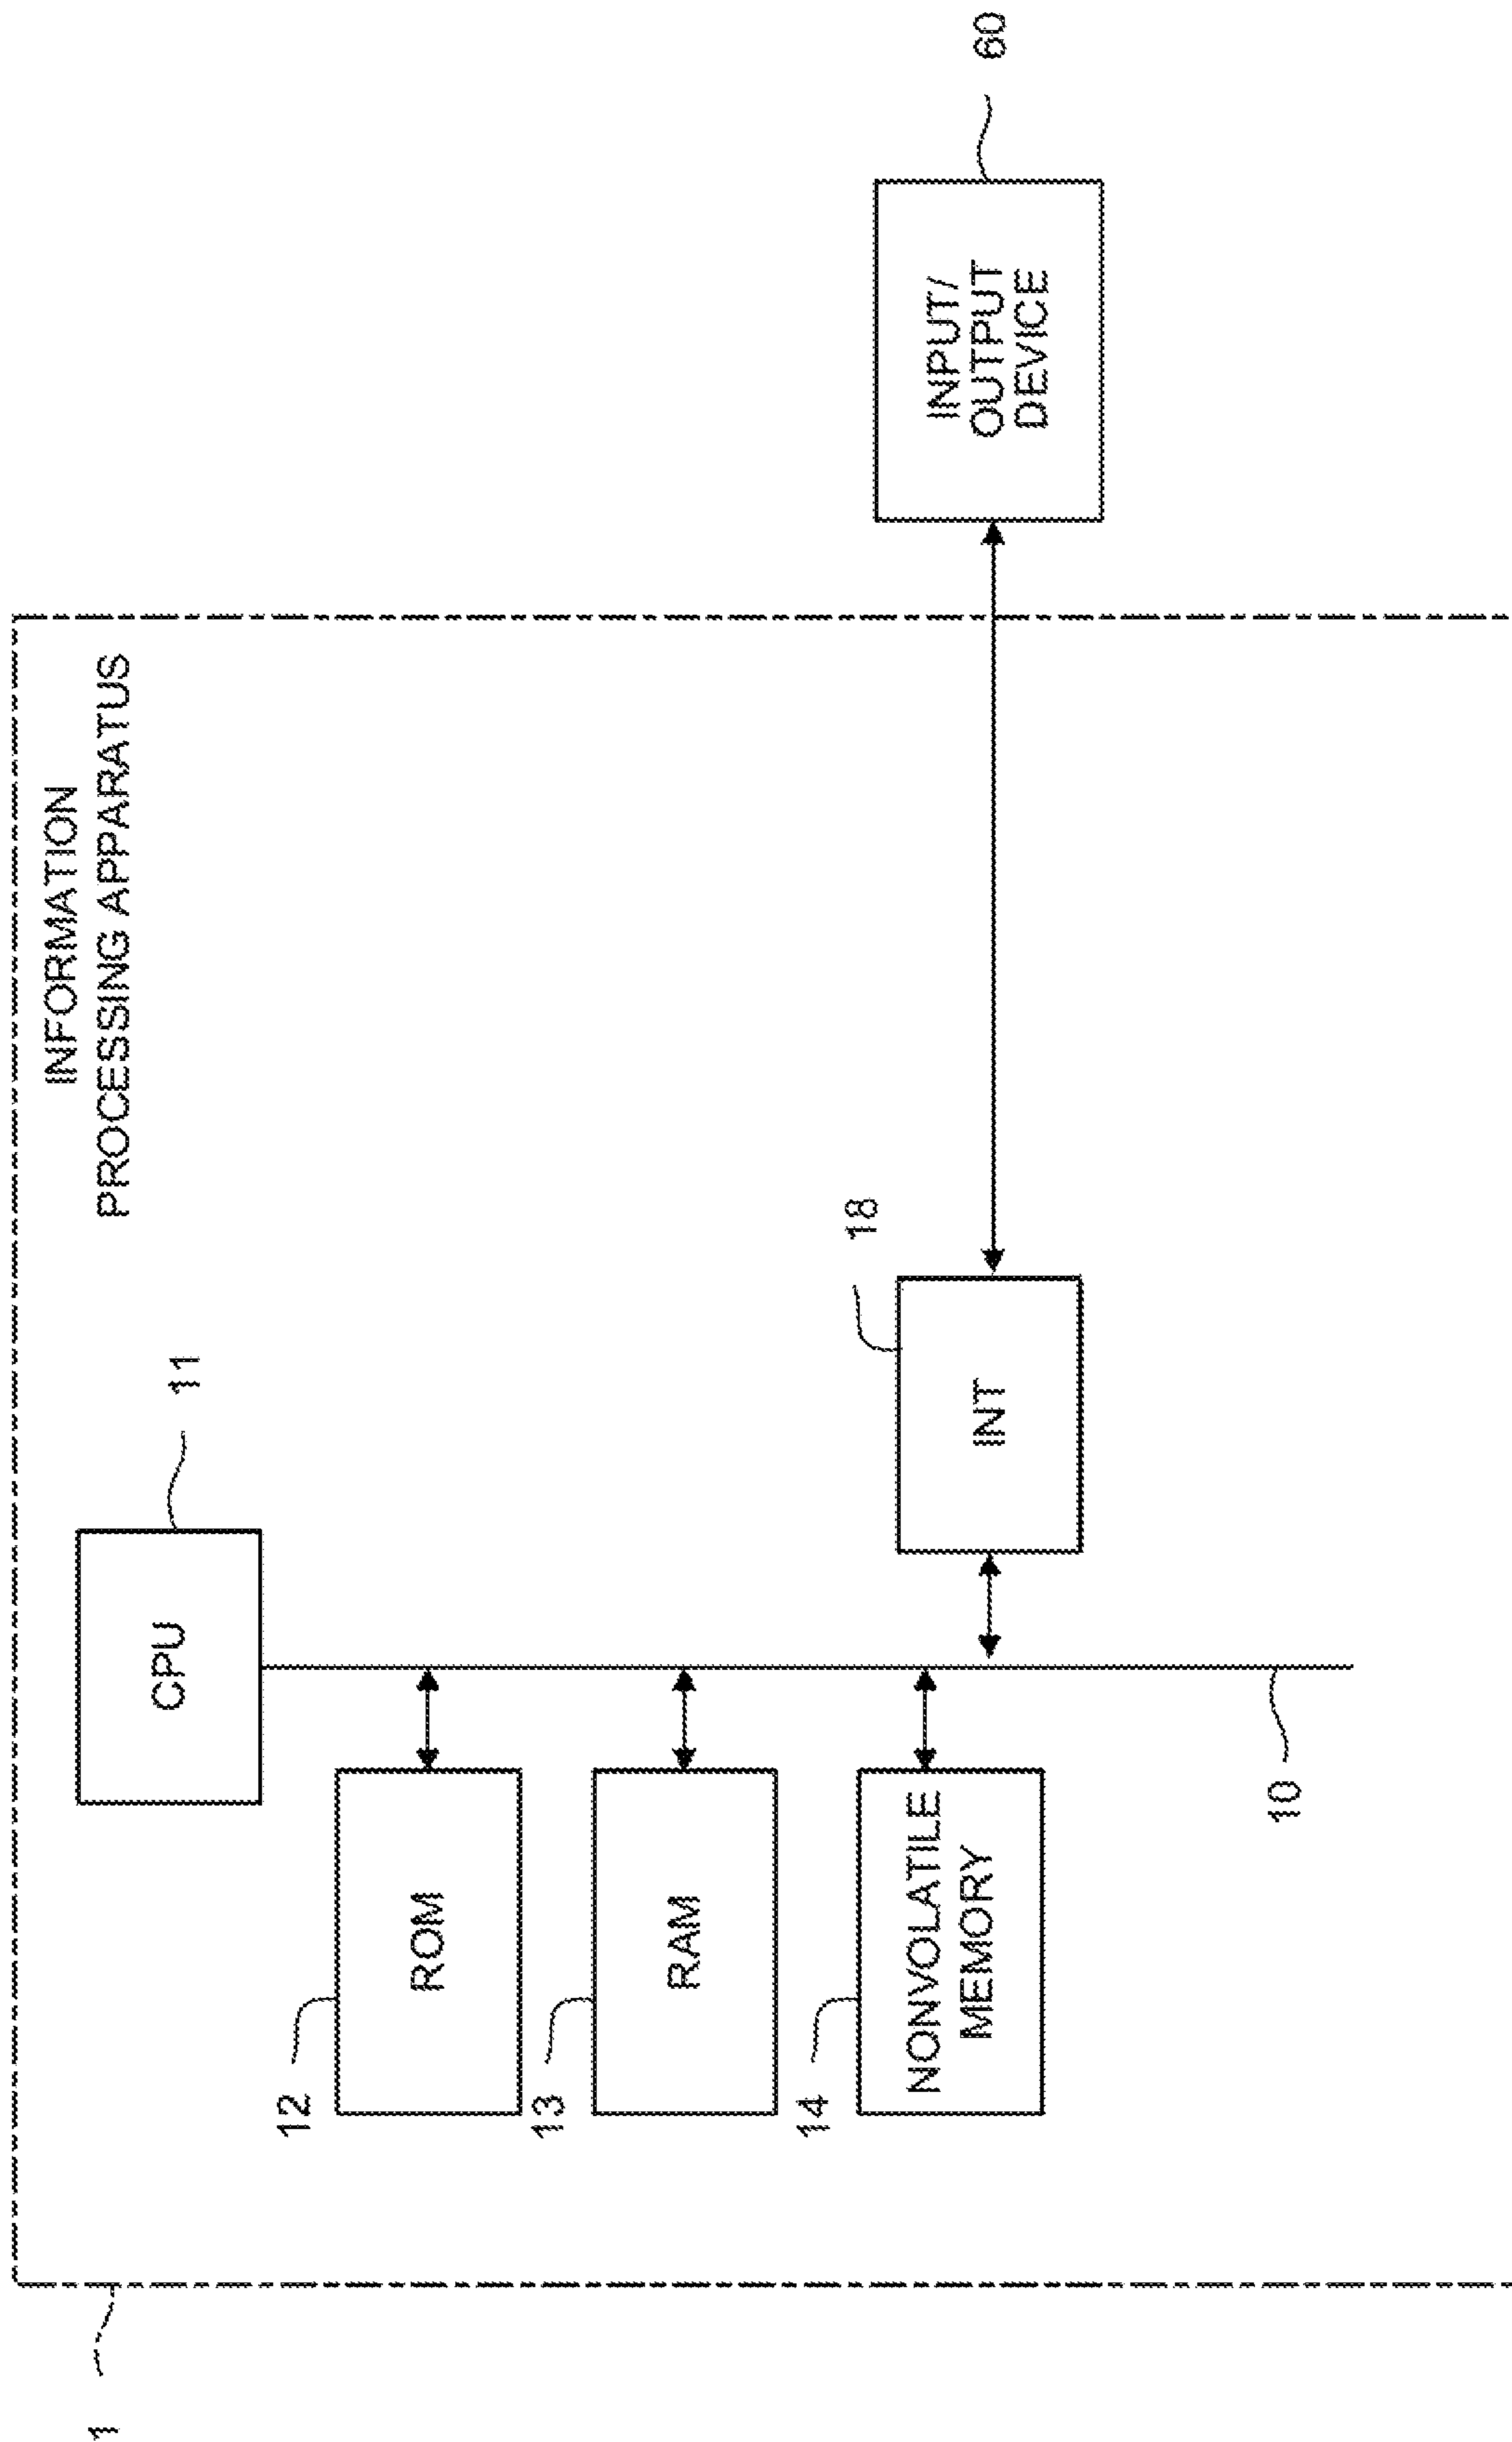 1
INFORMATION
PROCESSING APPARATUS
CPU
11
12
ROM
13
RAM
14
NONVOLATILE
MEMORY
18
INT
INPUT/
OUTPUT
DEVICE
60
10